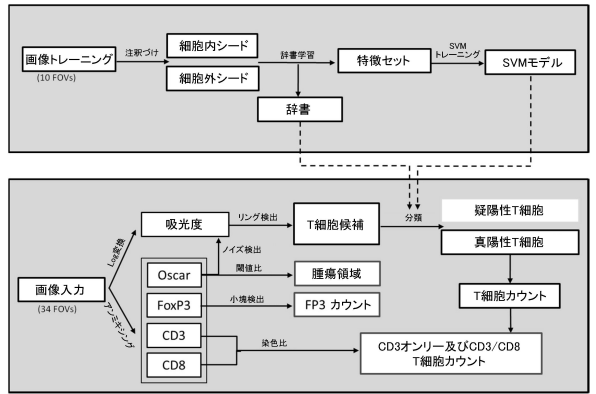 画像トレーニング
(10 FOVs)
注釈づけ
細胞内シード
細胞外シード
辞書学習
辞書
特徴セット
SVM
トレーニング
SVMモデル
画像入力
(34 FOVs)
Log変換
アンミキシング
吸光度
リング検出
T細胞候補
分類
疑陽性T細胞
真陽性T細胞
ノイズ検出
Oscar
閾値比
腫瘍領域
FoxP3
小塊検出
FP3 カウント
T細胞カウント
CD3
CD8
染色比
CD3オンリー及びCD3/CD8
T細胞カウント